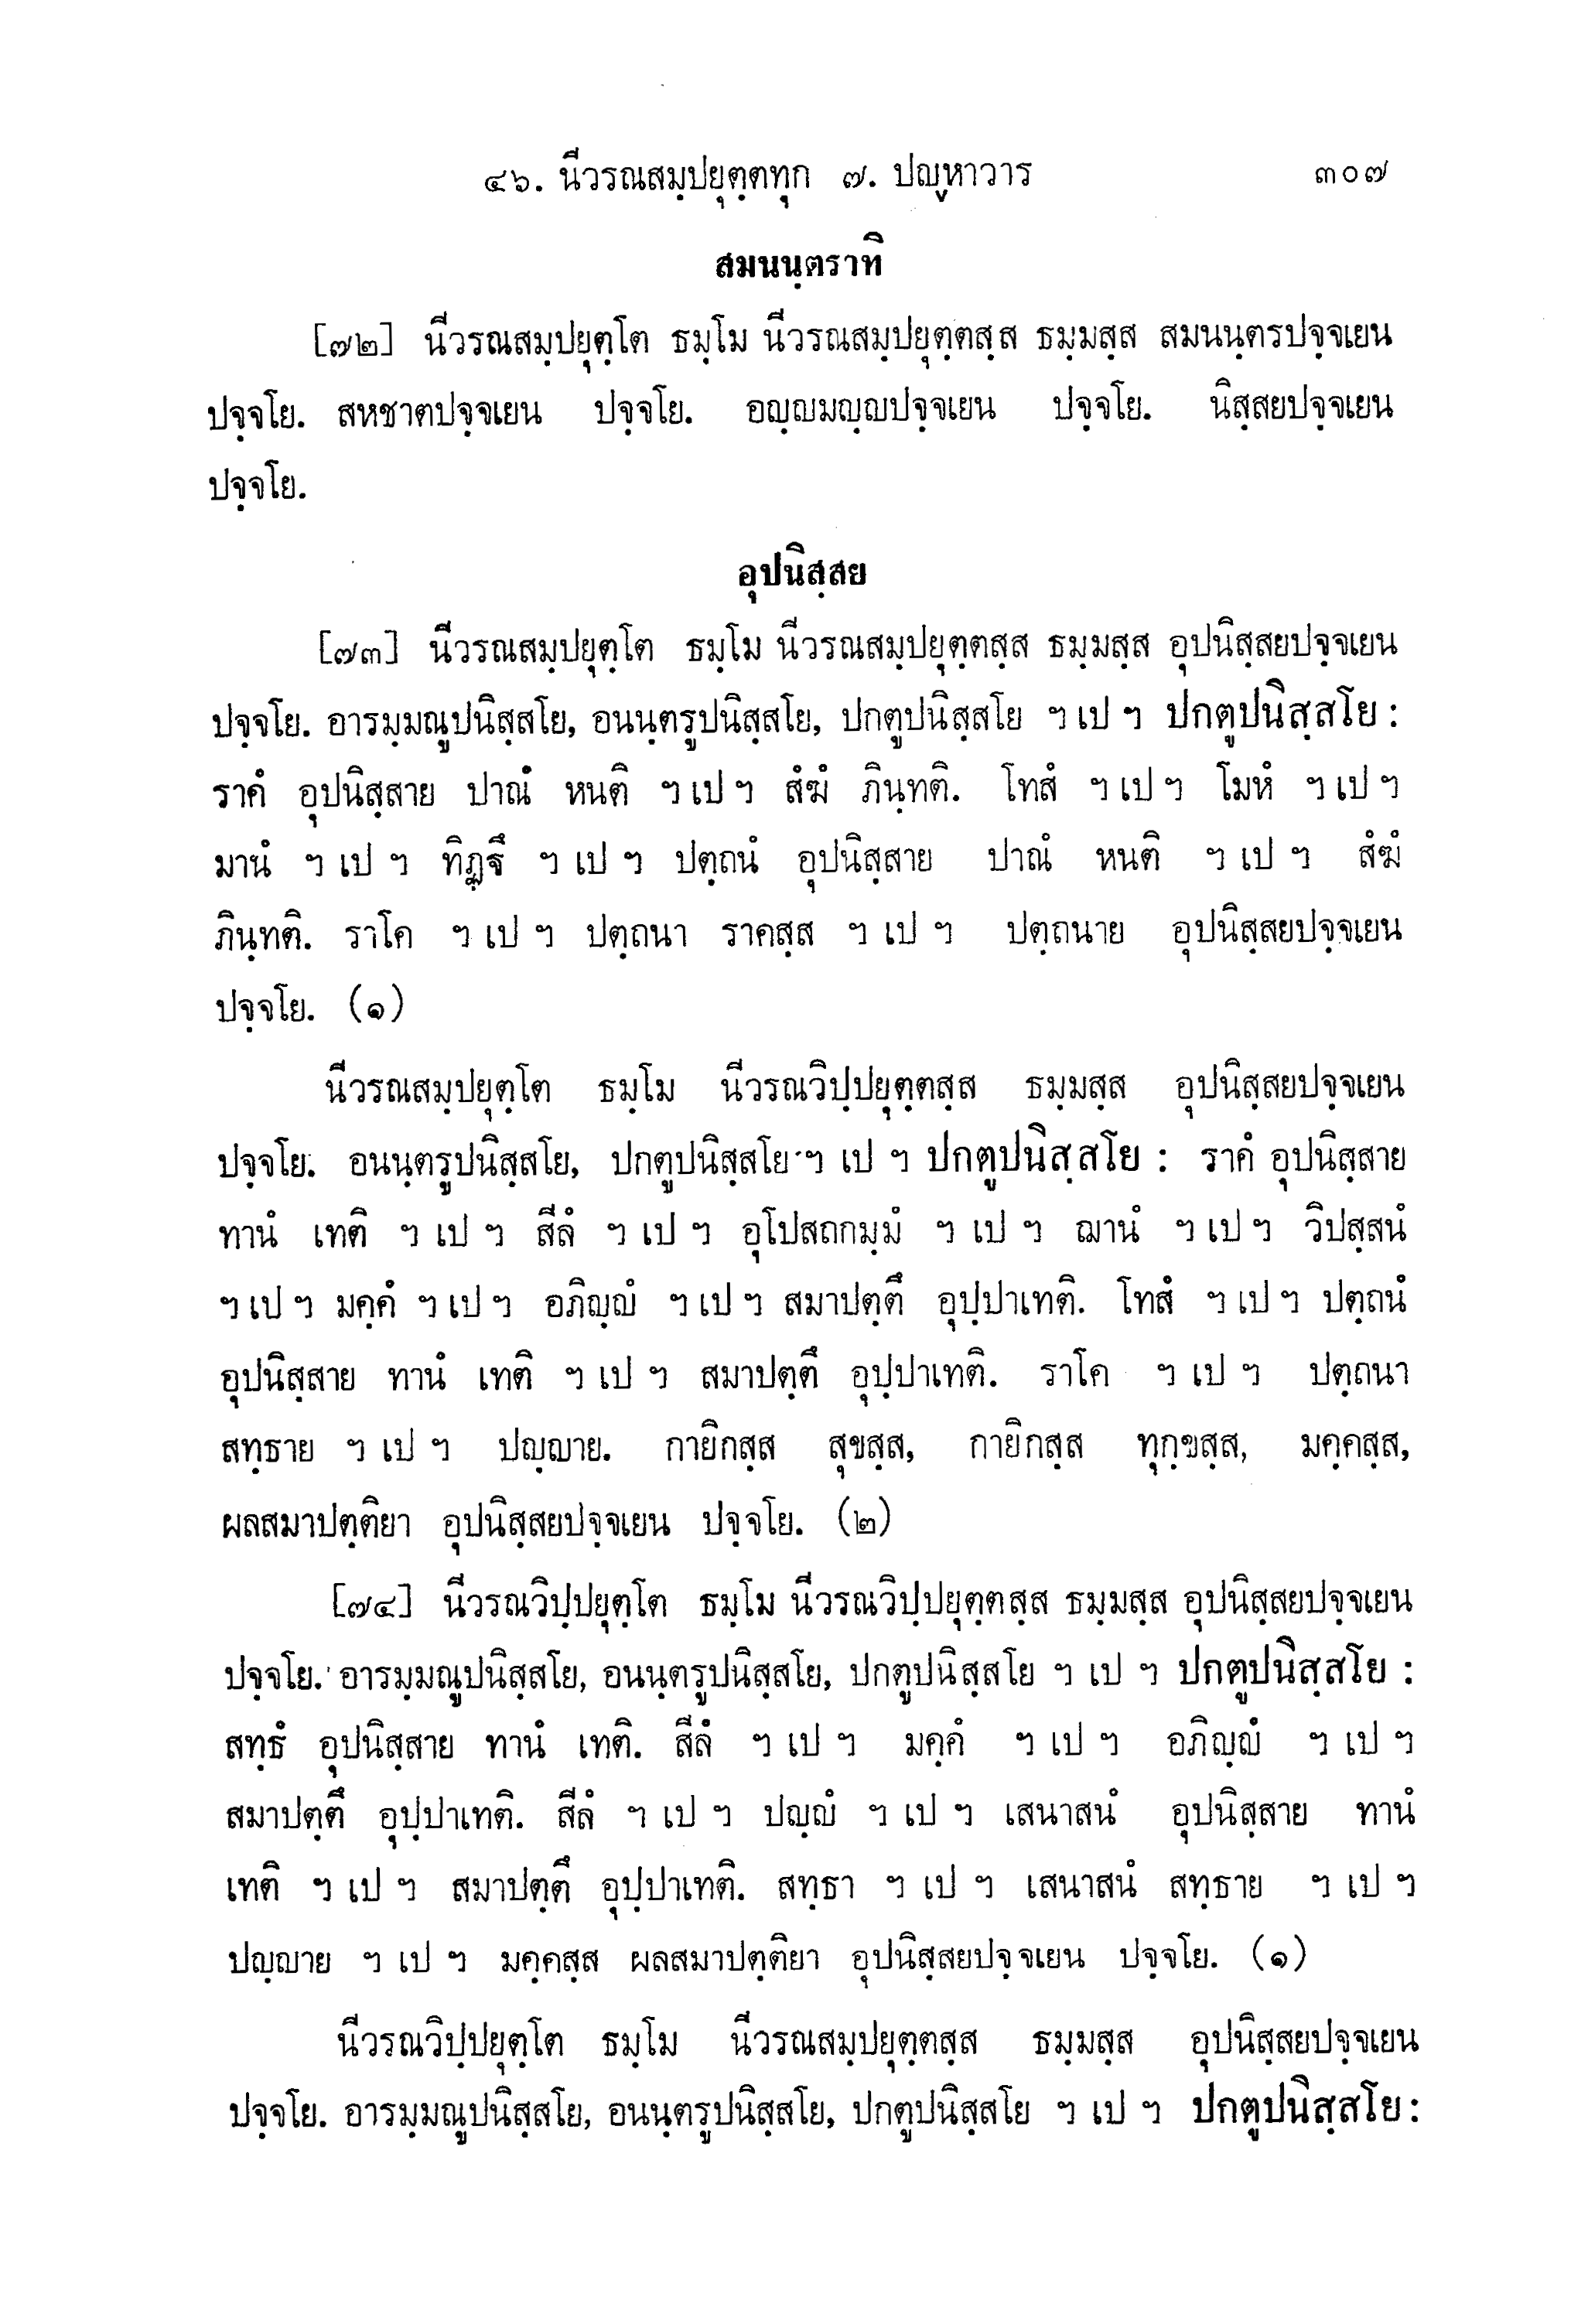 ๔๖. นีวรณสมฺปยุตฺตทุก ๗. ปญฺหาวาร ๓๐๗
สมนนฺตราทิ
[๗๒] นีวรณสมฺปยุตฺโต ธมฺโม นีวรณสมฺปยุตฺตสฺส ธมฺมสฺส สมนนฺตรปจฺจเยน
ปจฺจโย. สหชาตปจฺจเยน ปจฺจโย. อญฺญมญฺญปจฺจเยน ปจฺจโย. นิสฺสยปจฺจเยน
ปจฺจโย.
อุปนิสฺสย
[๗๓] นีวรณสมฺปยุตฺโต ธมฺโม นีวรณสมฺปยุตฺตสฺส ธมฺมสฺส อุปนิสฺสยปจฺจเยน
ปจฺจโย. อารมฺมณูปนิสฺสโย, อนนฺตรูปนิสฺสโย, ปกตูปนิสฺสโย ฯ เป ฯ ปกตูปนิสฺสโย :
ราคํ อุปนิสฺสาย ปาณํ หนติ ฯ เป ฯ สํฆํ ภินฺทติ. โทสํ ฯ เป ฯ โมหํ ฯ เป ฯ
มานํ ฯ เป ฯ ทิฏฺฐึ ฯ เป ฯ ปตฺถนํ อุปนิสฺสาย ปาณํ หนติ ฯ เป ฯ สํฆํ
ภินฺทติ. ราโค ฯ เป ฯ ปตฺถนา ราคสฺส ฯ เป ฯ ปตฺถนาย อุปนิสฺสยปจฺจเยน
ปจฺจโย. (๑)
นีวรณสมฺปยุตฺโต ธมฺโม นีวรณวิปฺปยุตฺตสฺส ธมฺมสฺส อุปนิสฺสยปจฺจเยน
ปจฺจโย. อนนฺตรูปนิสฺสโย, ปกตูปนิสฺสโย ฯ เป ฯ ปกตูปนิสฺสโย : ราคํ อุปนิสฺสาย
ทานํ เทติ ฯ เป ฯ สีลํ ฯ เป ฯ อุโปสถกมฺมํ ฯ เป ฯ ฌานํ ฯ เป ฯ วิปสฺสนํ
ฯ เป ฯ มคฺคํ ฯ เป ฯ อภิญฺญํ ฯ เป ฯ สมาปตฺตึ อุปฺปาเทติ. โทสํ ฯ เป ฯ ปตฺถนํ
อุปนิสฺสาย ทานํ เทติ ฯ เป ฯ สมาปตฺตึ อุปฺปาเทติ. ราโค ฯ เป ฯ ปตฺถนา
สทฺธาย ฯ เป ฯ ปญฺญาย. กายิกสฺส สุขสฺส, กายิกสฺส ทุกฺขสฺส, มคฺคสฺส,
ผลสมาปตฺติยา อุปนิสฺสยปจฺจเยน ปจฺจโย. (๒)
[๗๔] นีวรณวิปฺปยุตฺโต ธมฺโม นีวรณวิปฺปยุตฺตสฺส ธมฺมสฺส อุปนิสฺสยปจฺจเยน
ปจฺจโย. อารมฺมณูปนิสฺสโย, อนนฺตรูปนิสฺสโย, ปกตูปนิสฺสโย ฯ เป ฯ ปกตูปนิสฺสโย :
สทฺธํ อุปนิสฺสาย ทานํ เทติ. สีลํ ฯ เป ฯ มคฺคํ ฯ เป ฯ อภิญฺญํ ฯ เป ฯ
สมาปตฺตึ อุปฺปาเทติ. สีลํ ฯ เป ฯ ปญฺญํ ฯ เป ฯ เสนาสนํ อุปนิสฺสาย ทานํ
เทติ ฯ เป ฯ สมาปตฺตึ อุปฺปาเทติ. สทฺธา ฯ เป ฯ เสนาสนํ สทฺธาย ฯ เป ฯ
ปญฺญาย ฯ เป ฯ มคฺคสฺส ผลสมาปตฺติยา อุปนิสฺสยปจฺจเยน ปจฺจโย. (๑)
นีวรณวิปฺปยุตฺโต ธมฺโม นีวรณสมฺปยุตฺตสฺส ธมฺมสฺส อุปนิสฺสยปจฺจเยน
ปจฺจโย. อารมฺมณูปนิสฺสโย, อนนฺตรูปนิสฺสโย, ปกตูปนิสฺสโย ฯ เป ฯ ปกตูปนิสฺสโย :